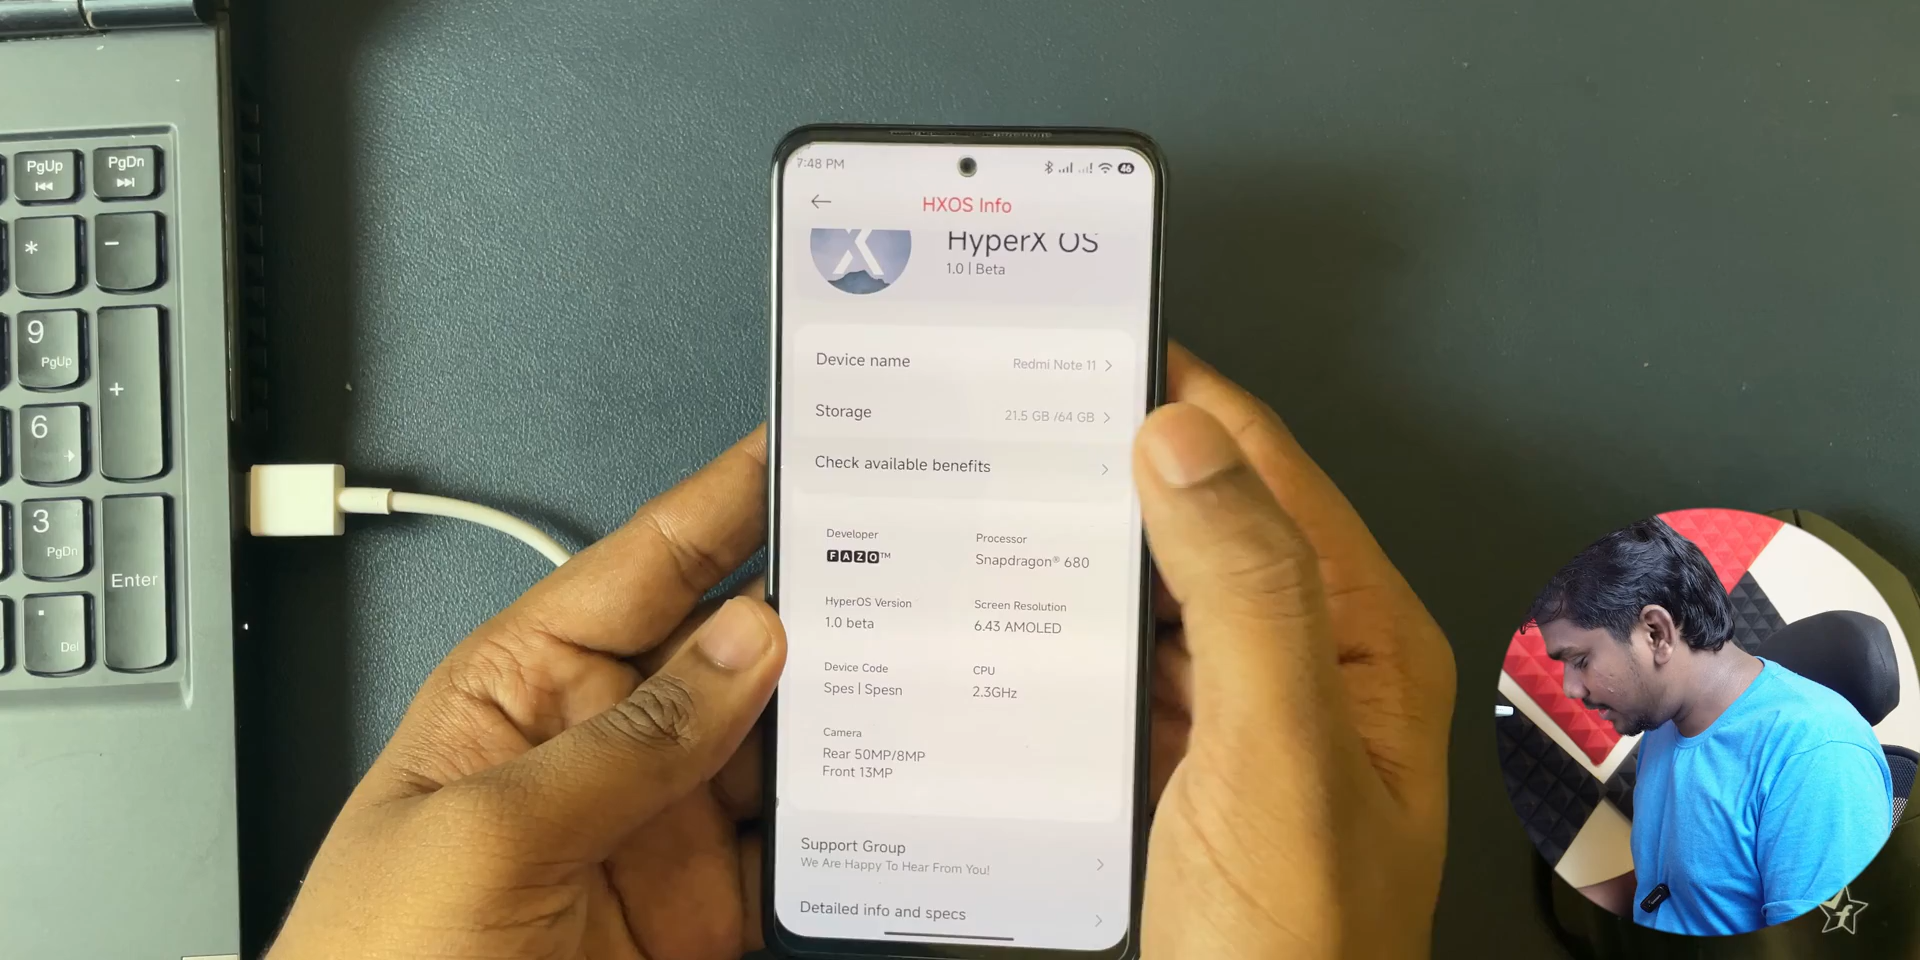 PgUp
PgDn
*
−
9
PgUp
+
6
3
PgDn
Enter
.
Del
7:48 PM
46
HXOS Info
HyperX OS
1.0 | Beta
Device name
Redmi Note 11
Storage
21.5 GB /64 GB
Check available benefits
Developer
FAZO™
Processor
Snapdragon® 680
HyperOS Version
1.0 beta
Screen Resolution
6.43 AMOLED
Device Code
Spes | Spesn
CPU
2.3GHz
Camera
Rear 50MP/8MP
Front 13MP
Support Group
We Are Happy To Hear From You!
Detailed info and specs
f